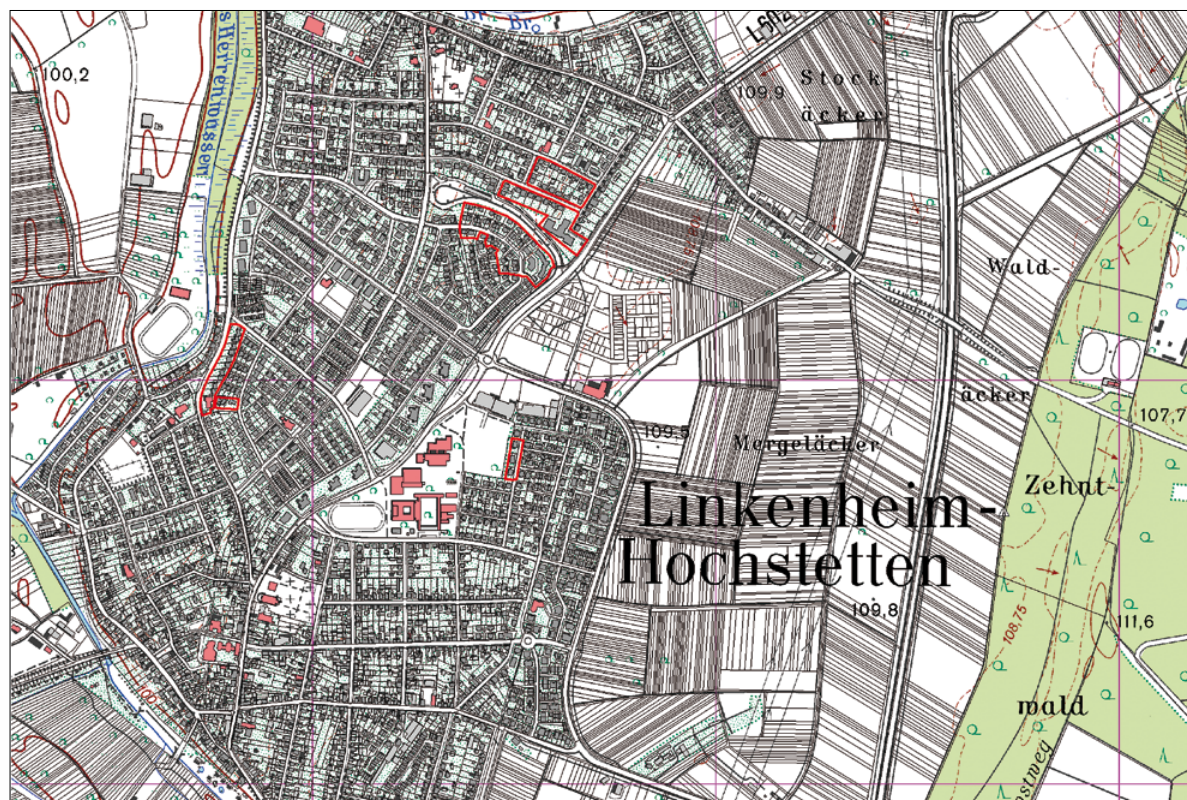 L602
100,2
109,9
Stock-
äcker
Wald-
äcker
107,7
109,5
Mergeläcker
Zehnt-
Linkenheim-
Hochstetten
109,8
108,75
111,6
wald